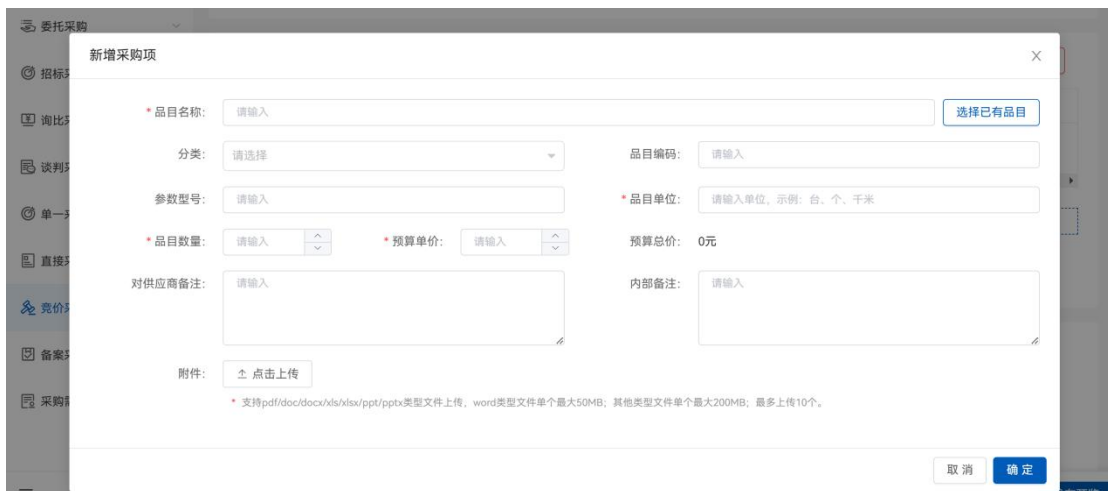 委托采购
新增采购项
招标采
* 品目名称: 请输入 选择已有品目
询比采
分类: 请选择 品目编码: 请输入
谈判采
参数型号: 请输入 * 品目单位: 请输入单位, 示例: 台、个、千米
单一采
* 品目数量: 请输入 * 预算单价: 请输入 预算总价: 0元
直接采
对供应商备注: 请输入 内部备注: 请输入
竞价采
备案采
附件: 点击上传
采购
* 支持pdf/doc/docx/xls/xlsx/ppt/pptx类型文件上传, word类型文件单个最大50MB; 其他类型文件单个最大200MB; 最多上传10个。
取消 确定